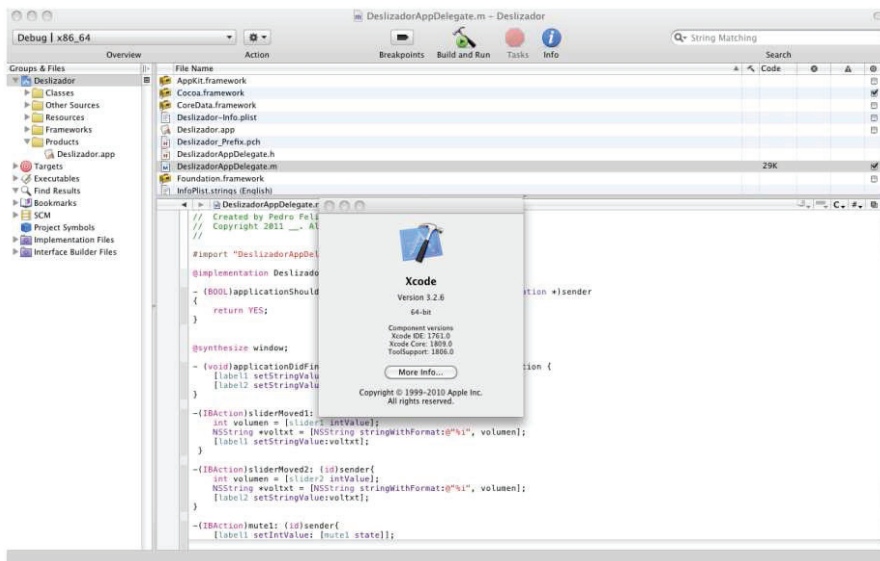 DeslizadorAppDelegate.m – Deslizador
Debug | x86_64
String Matching
Overview
Action
Breakpoints
Build and Run
Tasks
Info
Search
Groups & Files
File Name
Code
Deslizador
Classes
Other Sources
Resources
Frameworks
Products
Deslizador.app
Targets
Executables
Find Results
Bookmarks
SCM
Project Symbols
Implementation Files
Interface Builder Files
AppKit.framework
Cocoa.framework
CoreData.framework
Deslizador-Info.plist
Deslizador.app
Deslizador_Prefix.pch
DeslizadorAppDelegate.h
DeslizadorAppDelegate.m 29K
Foundation.framework
InfoPlist.strings (English)
DeslizadorAppDelegate.r
C #
// Created by Pedro Feli
// Copyright 2011 __. Al
//
#import "DeslizadorAppDel
@implementation Deslizado
- (BOOL)applicationShould
ation *)sender
{
return YES;
}
@synthesize window;
- (void)applicationDidFin
ion {
[label1 setStringValu
[label2 setStringValu
}
-(IBAction)sliderMoved1:
int volumen = [slider1 intValue];
NSString *voltxt = [NSString stringWithFormat:@"%i", volumen];
[label1 setStringValue:voltxt];
}
-(IBAction)sliderMoved2: (id)sender{
int volumen = [slider2 intValue];
NSString *voltxt = [NSString stringWithFormat:@"%i", volumen];
[label2 setStringValue:voltxt];
}
-(IBAction)mute1: (id)sender{
[label1 setIntValue: [mute1 state]];
Xcode
Version 3.2.6
64-bit
Component versions
Xcode IDE: 1761.0
Xcode Core: 1809.0
ToolSupport: 1806.0
More Info...
Copyright © 1999–2010 Apple Inc.
All rights reserved.